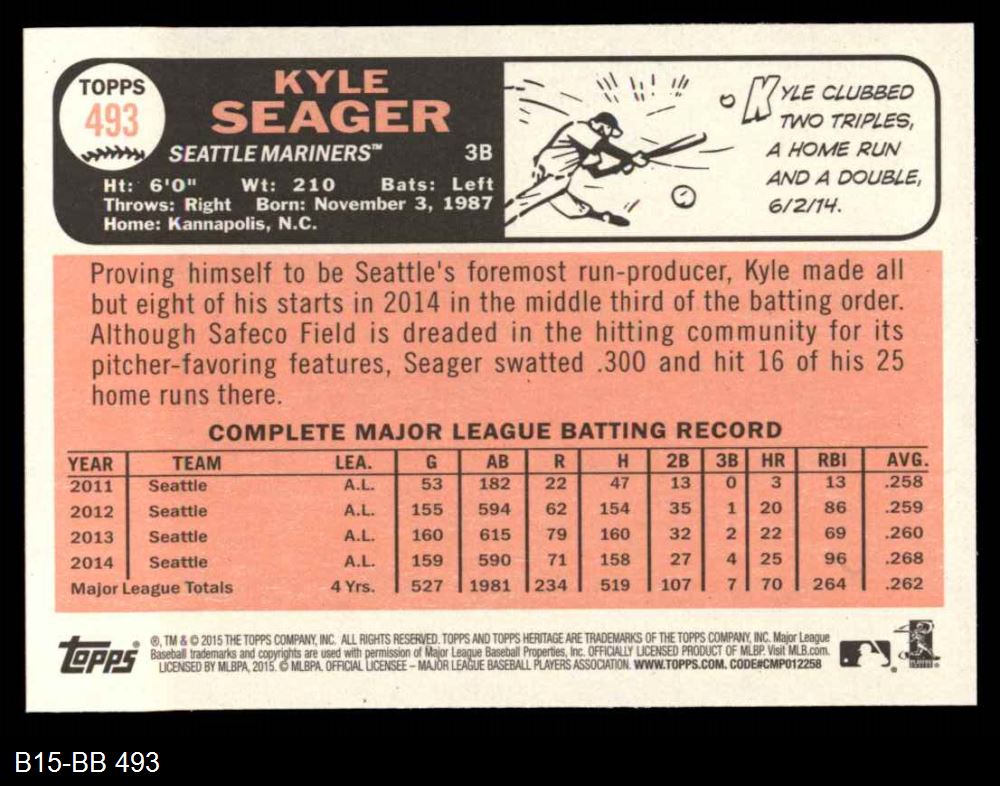 TOPPS
493
KYLE
SEAGER
SEATTLE MARINERS™ 3B
Ht: 6'0" Wt: 210 Bats: Left
Throws: Right Born: November 3, 1987
Home: Kannapolis, N.C.
KYLE CLUBBED
TWO TRIPLES,
A HOME RUN
AND A DOUBLE,
6/2/14.
Proving himself to be Seattle's foremost run-producer, Kyle made all
but eight of his starts in 2014 in the middle third of the batting order.
Although Safeco Field is dreaded in the hitting community for its
pitcher-favoring features, Seager swatted .300 and hit 16 of his 25
home runs there.
COMPLETE MAJOR LEAGUE BATTING RECORD
YEAR TEAM LEA. G AB R H 2B 3B HR RBI AVG.
2011 Seattle A.L. 53 182 22 47 13 0 3 13 .258
2012 Seattle A.L. 155 594 62 154 35 1 20 86 .259
2013 Seattle A.L. 160 615 79 160 32 2 22 69 .260
2014 Seattle A.L. 159 590 71 158 27 4 25 96 .268
Major League Totals 4 Yrs. 527 1981 234 519 107 7 70 264 .262
Topps®
®, TM & © 2015 THE TOPPS COMPANY, INC. ALL RIGHTS RESERVED. TOPPS AND TOPPS HERITAGE ARE TRADEMARKS OF THE TOPPS COMPANY, INC. Major League
Baseball trademarks and copyrights are used with permission of Major League Baseball Properties, Inc. OFFICIALLY LICENSED PRODUCT OF MLBP. Visit MLB.com.
LICENSED BY MLBPA, 2015. © MLBPA. OFFICIAL LICENSEE – MAJOR LEAGUE BASEBALL PLAYERS ASSOCIATION. WWW.TOPPS.COM. CODE#CMP012258
B15-BB 493